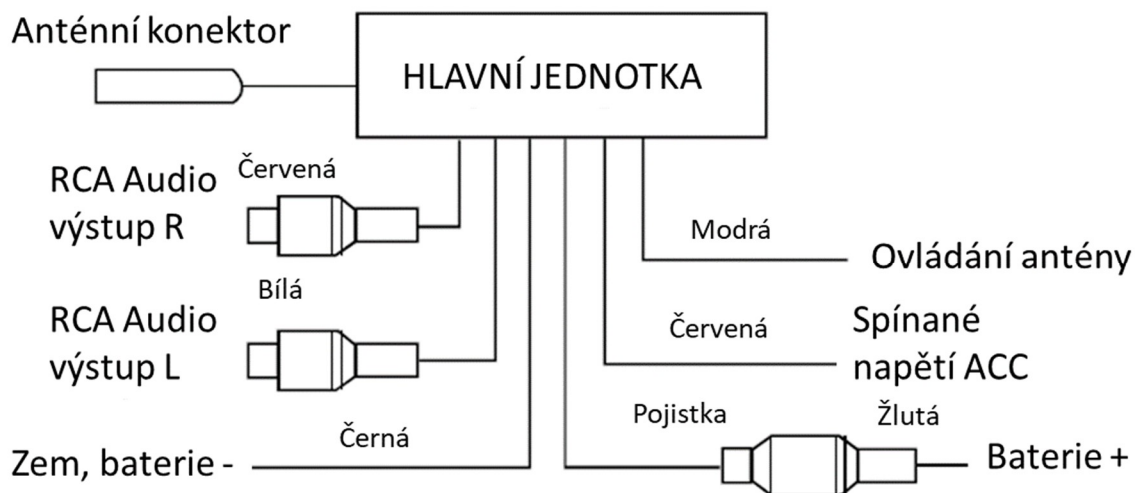 Anténní konektor
HLAVNÍ JEDNOTKA
RCA Audio
výstup R
Červená
Bílá
RCA Audio
výstup L
Černá
Zem, baterie -
Modrá
Ovládání antény
Červená
Spínané
napětí ACC
Pojistka
Žlutá
Baterie +